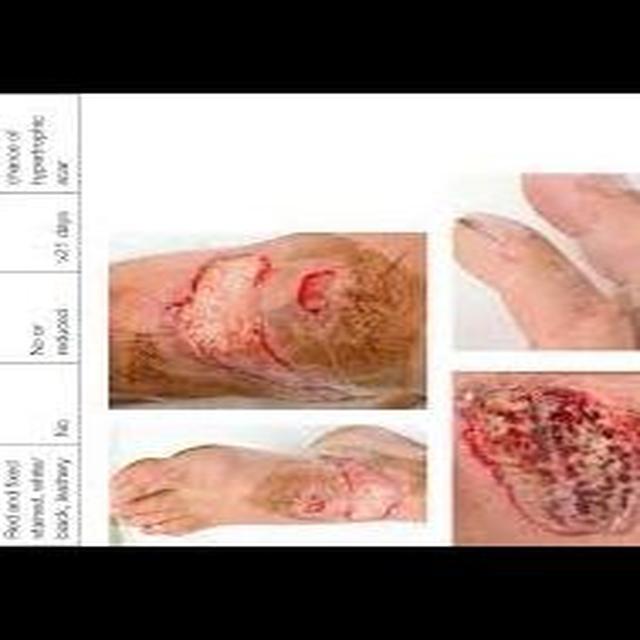 Red and fixed
stained, white/
black, leathery
No
No or
reduced
>21 days
chance of
hypertrophic
scar